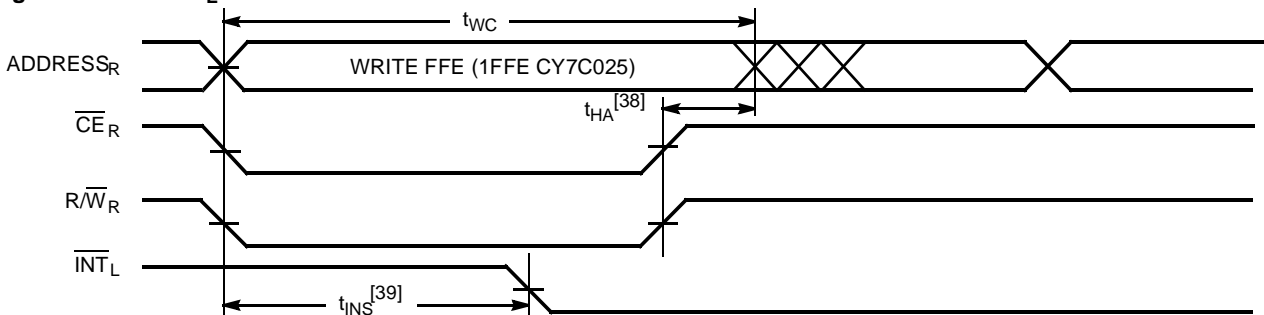 tWC
ADDRESSR
WRITE FFE (1FFE CY7C025)
tHA[38]
CER
R/WR
INTL
tINS[39]